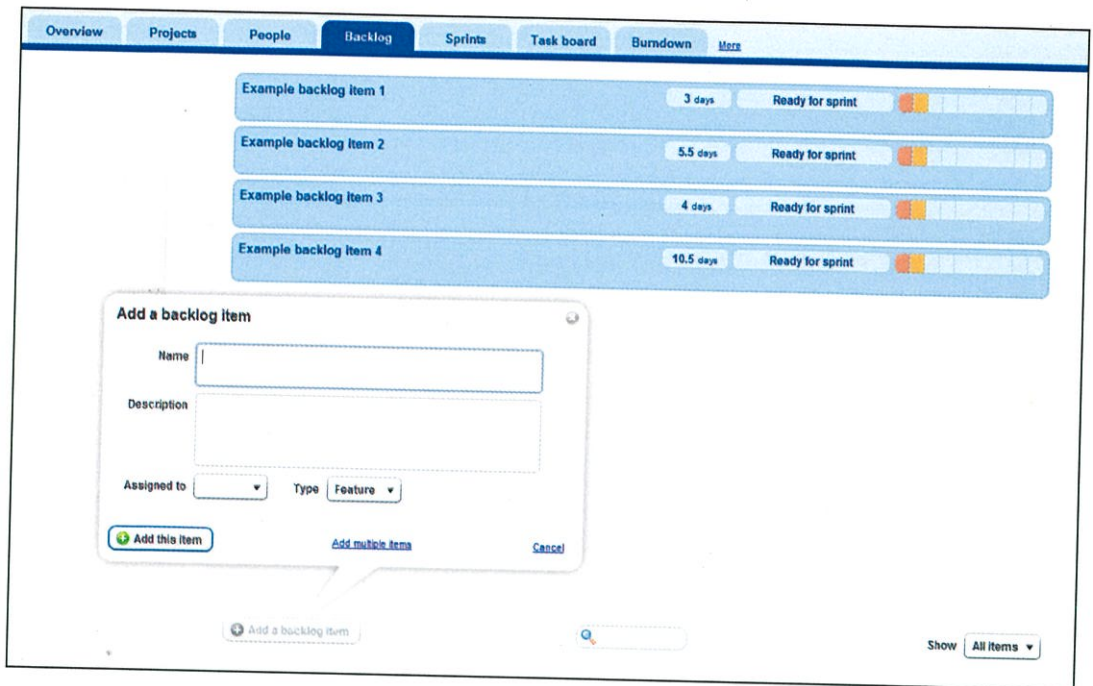 Overview Projects People Backlog Sprints Task board Burndown More
Example backlog item 1 3 days Ready for sprint
Example backlog item 2 5.5 days Ready for sprint
Example backlog item 3 4 days Ready for sprint
Example backlog item 4 10.5 days Ready for sprint
Add a backlog item
Name
Description
Assigned to Type Feature
Add this item Add multiple items Cancel
Add a backlog item
Show All items